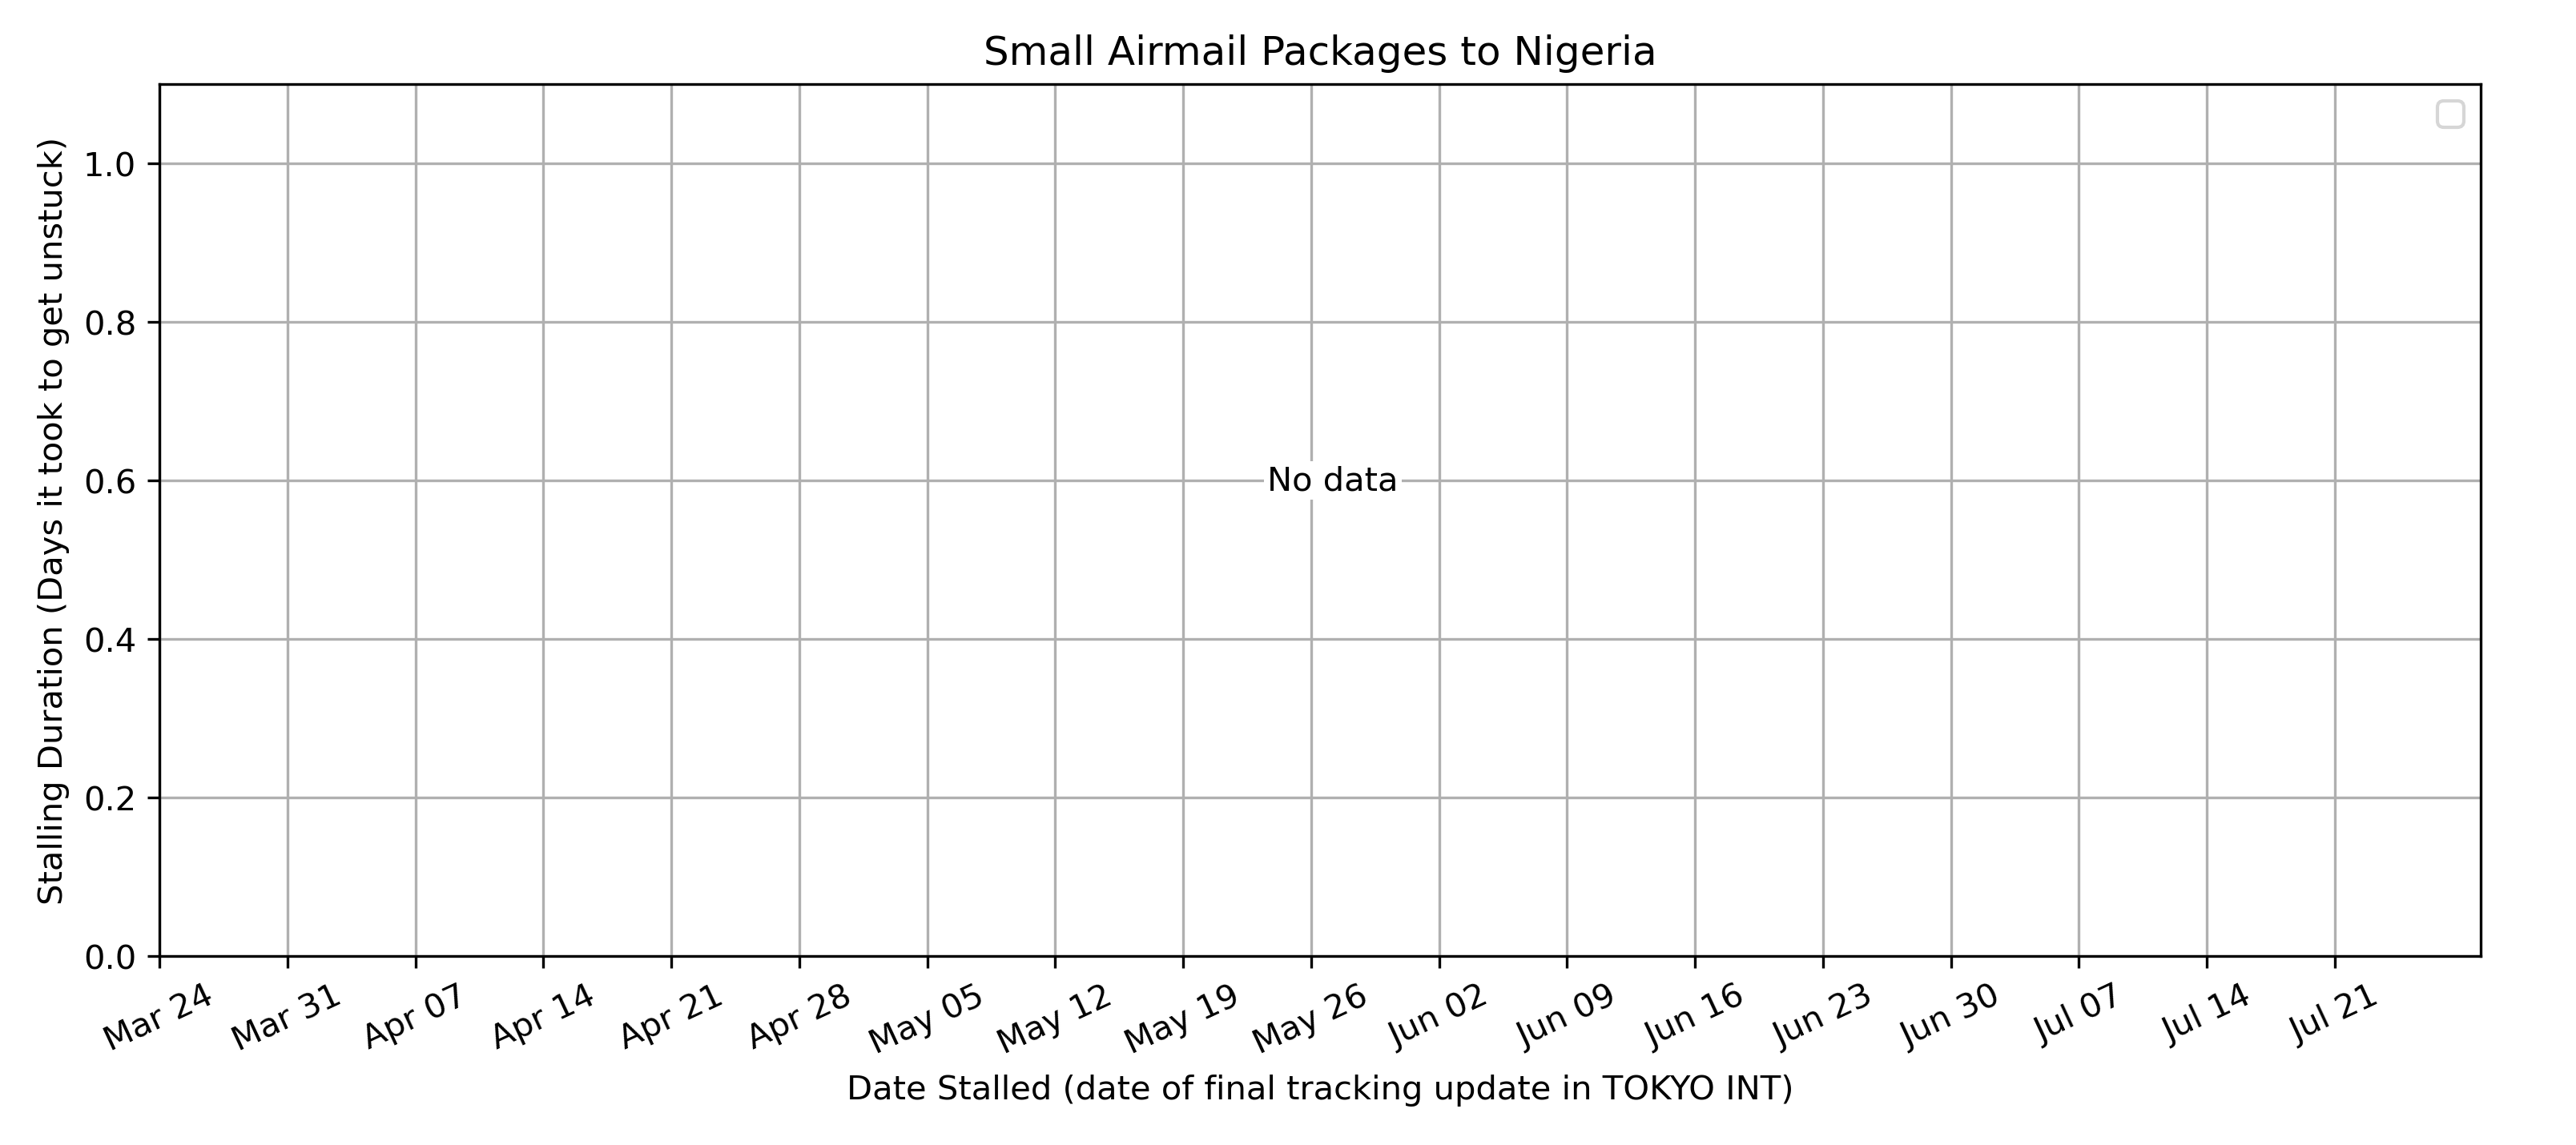 Small Airmail Packages to Nigeria
Stalling Duration (Days it took to get unstuck)
1.0
0.8
0.6
0.4
0.2
0.0
No data
Mar 24 Mar 31 Apr 07 Apr 14 Apr 21 Apr 28 May 05 May 12 May 19 May 26 Jun 02 Jun 09 Jun 16 Jun 23 Jun 30 Jul 07 Jul 14 Jul 21
Date Stalled (date of final tracking update in TOKYO INT)